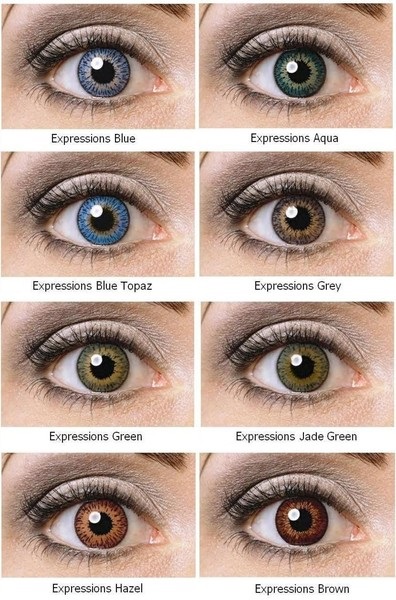 Expressions Blue
Expressions Aqua
Expressions Blue Topaz
Expressions Grey
Expressions Green
Expressions Jade Green
Expressions Hazel
Expressions Brown